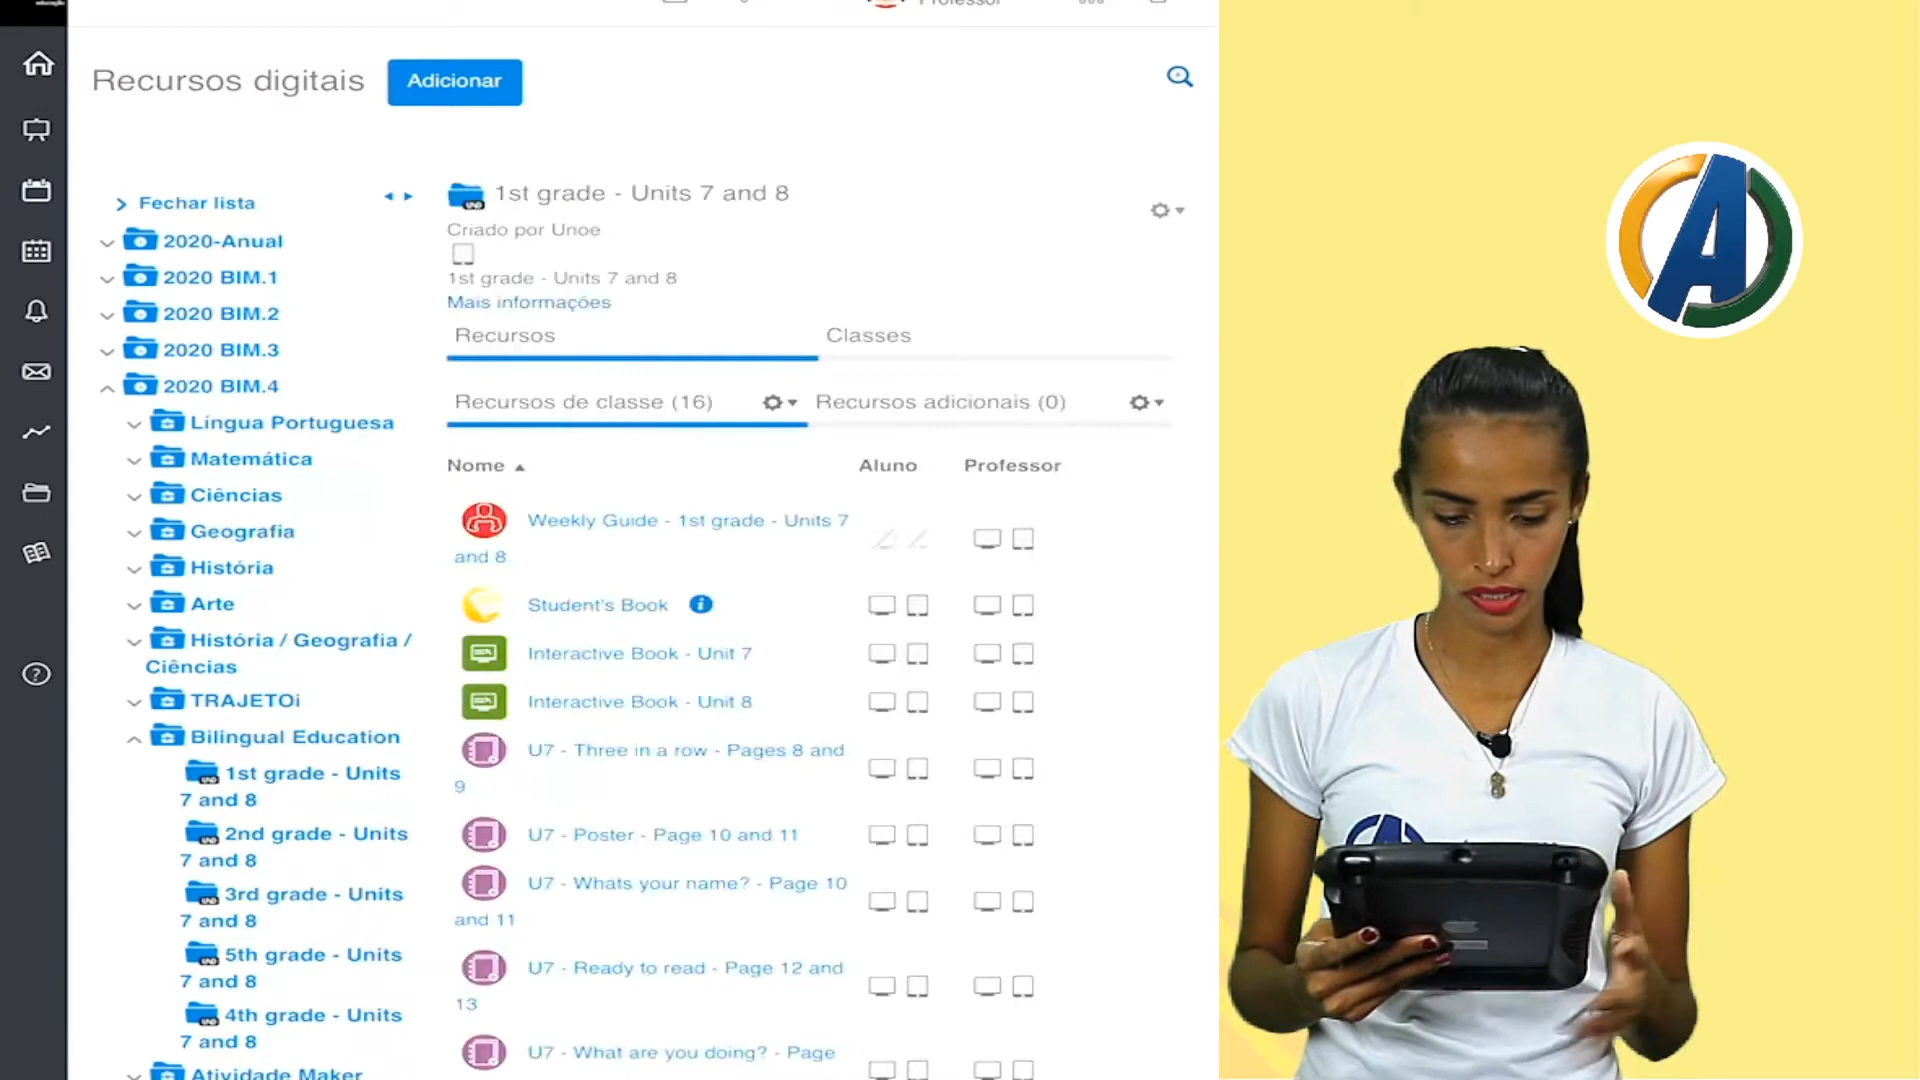 educação
Professor
Recursos digitais
Adicionar
Fechar lista
2020-Anual
2020 BIM.1
2020 BIM.2
2020 BIM.3
2020 BIM.4
Língua Portuguesa
Matemática
Ciências
Geografia
História
Arte
História / Geografia /
Ciências
TRAJETOi
Bilingual Education
1st grade - Units
7 and 8
2nd grade - Units
7 and 8
3rd grade - Units
7 and 8
5th grade - Units
7 and 8
4th grade - Units
7 and 8
Atividade Maker
1st grade - Units 7 and 8
Criado por Unoe
1st grade - Units 7 and 8
Mais informações
Recursos
Classes
Recursos de classe (16)
Recursos adicionais (0)
Nome
Aluno
Professor
Weekly Guide - 1st grade - Units 7
and 8
Student's Book
Interactive Book - Unit 7
Interactive Book - Unit 8
U7 - Three in a row - Pages 8 and
9
U7 - Poster - Page 10 and 11
U7 - Whats your name? - Page 10
and 11
U7 - Ready to read - Page 12 and
13
U7 - What are you doing? - Page
A